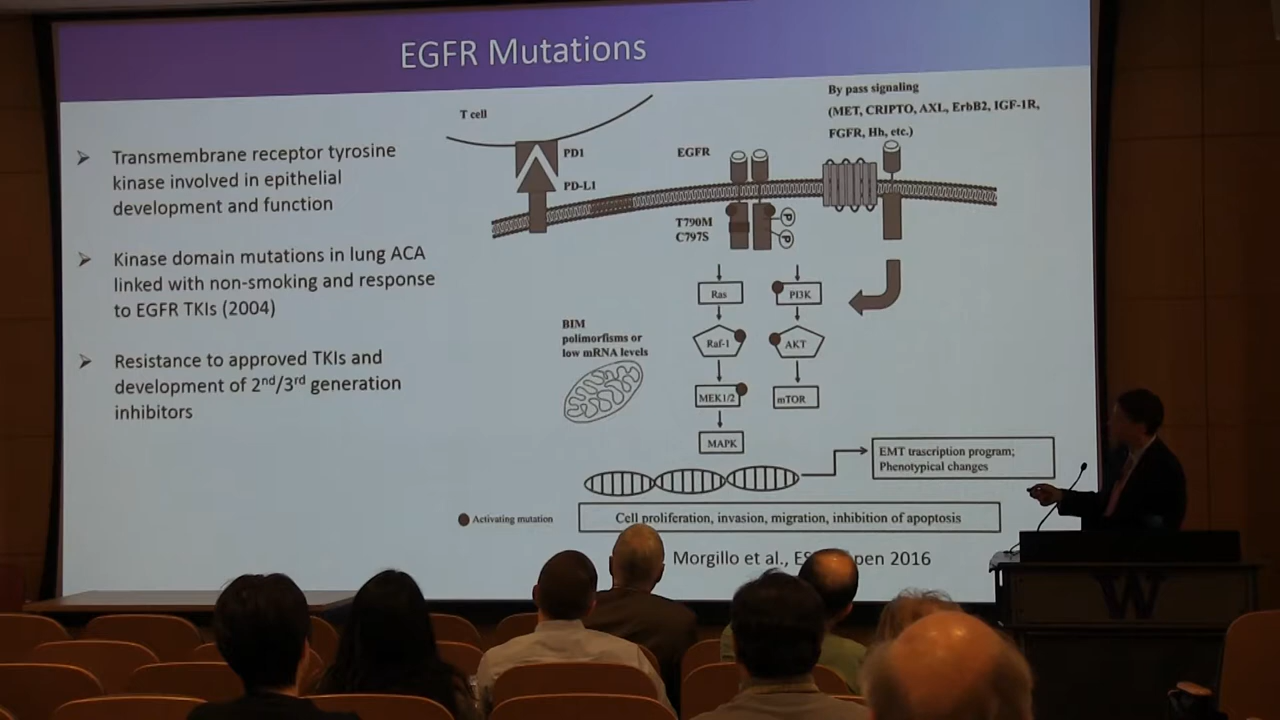 EGFR Mutations
Transmembrane receptor tyrosine
kinase involved in epithelial
development and function
Kinase domain mutations in lung ACA
linked with non-smoking and response
to EGFR TKIs (2004)
Resistance to approved TKIs and
development of 2nd/3rd generation
inhibitors
T cell
PD1
PD-L1
EGFR
T790M
C797S
P
P
By pass signaling
(MET, CRIPTO, AXL, ErbB2, IGF-1R,
FGFR, Hh, etc.)
Ras
PI3K
Raf-1
AKT
MEK1/2
mTOR
MAPK
BIM
polimorfisms or
low mRNA levels
EMT trascription program;
Phenotypical changes
Activating mutation
Cell proliferation, invasion, migration, inhibition of apoptosis
Morgillo et al., 2016
W